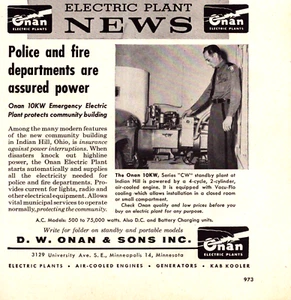 Onan
ELECTRIC PLANTS
ELECTRIC PLANT
NEWS
Onan
ELECTRIC PLANTS
Police and fire
departments are
assured power
Onan 10KW Emergency Electric
Plant protects community building
Among the many modern features
of the new community building
in Indian Hill, Ohio, is insurance
against power interruptions. When
disasters knock out highline
power, the Onan Electric Plant
starts automatically and supplies
all the electricity needed for
police and fire departments. Pro-
vides current for lights, radio and
other electrical equipment. Allows
vital municipal services to operate
normally, protecting the community.
The Onan 10KW, Series "CW" standby plant at
Indian Hill is powered by a 4-cycle, 2-cylinder,
air-cooled engine. It is equipped with Vacu-Flo
cooling which allows installation in a closed room
or small compartment.
Check Onan quality and low prices before you
buy an electric plant for any purpose.
A.C. Models: 500 to 75,000 watts. Also D.C. and Battery Charging units.
Write for folder on standby and portable models
D. W. ONAN & SONS INC.
3129 University Ave. S.E., Minneapolis 14, Minnesota
Onan
ELECTRIC PLANTS
ELECTRIC PLANTS • AIR-COOLED ENGINES • GENERATORS • KAB KOOLER
973